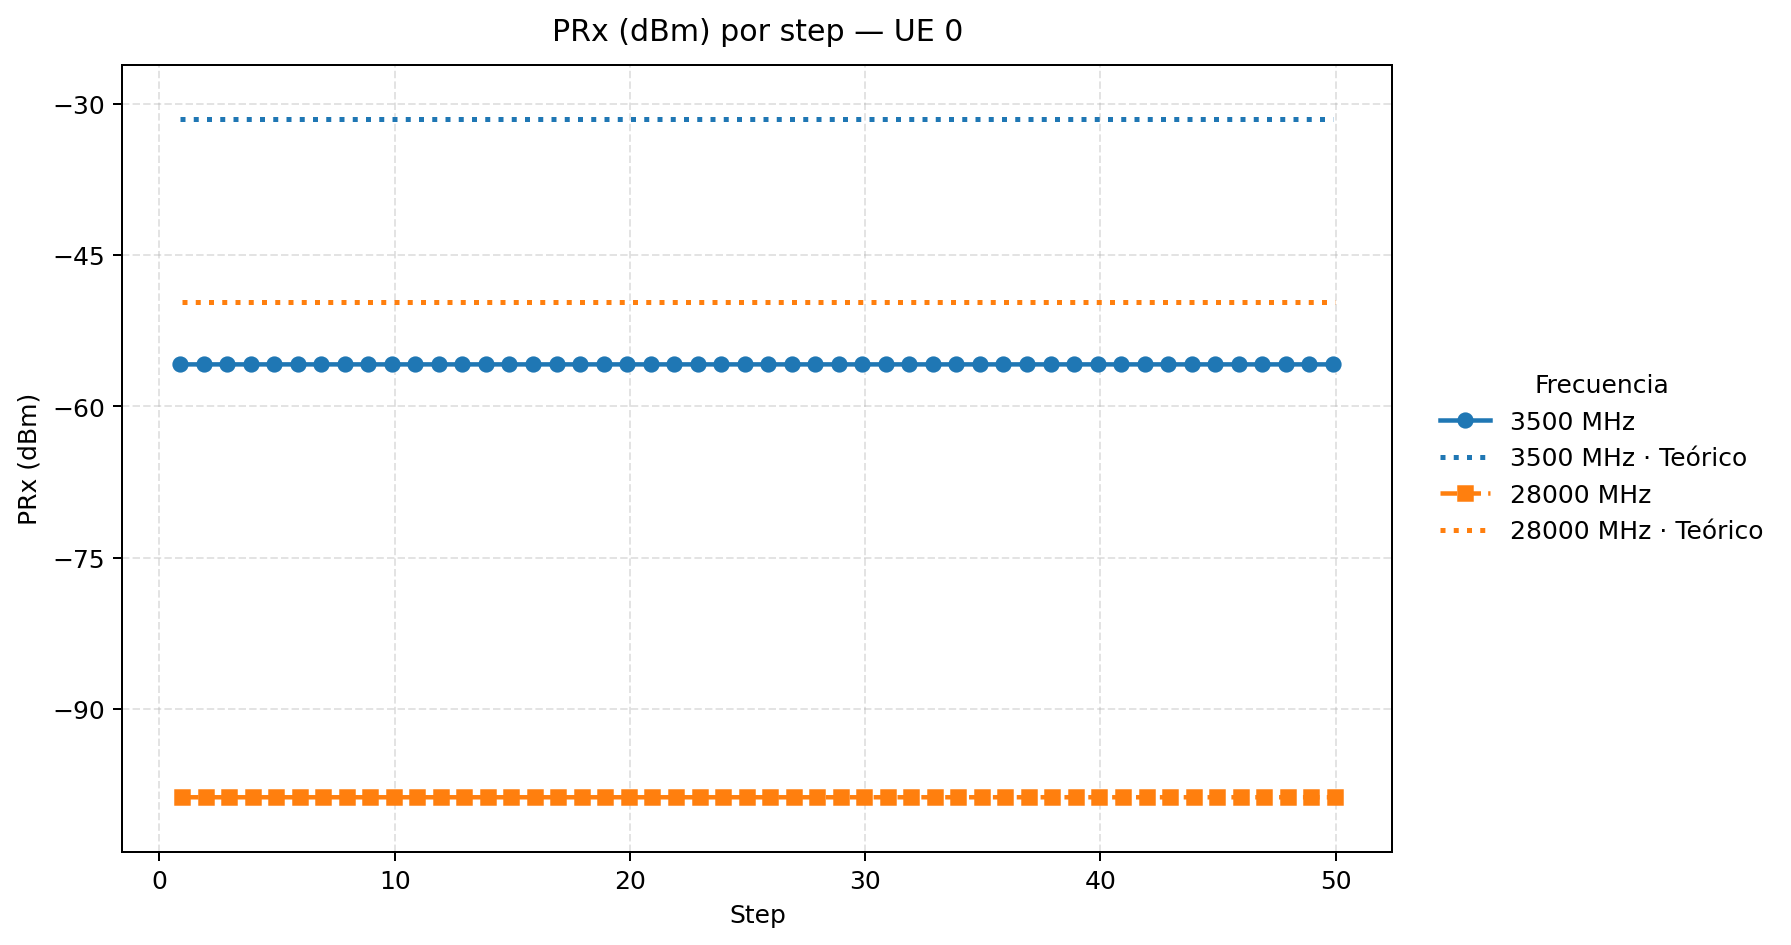 PRx (dBm) por step — UE 0
PRx (dBm)
−30
−45
−60
−75
−90
0 10 20 30 40 50
Step
Frecuencia
3500 MHz
3500 MHz · Teórico
28000 MHz
28000 MHz · Teórico